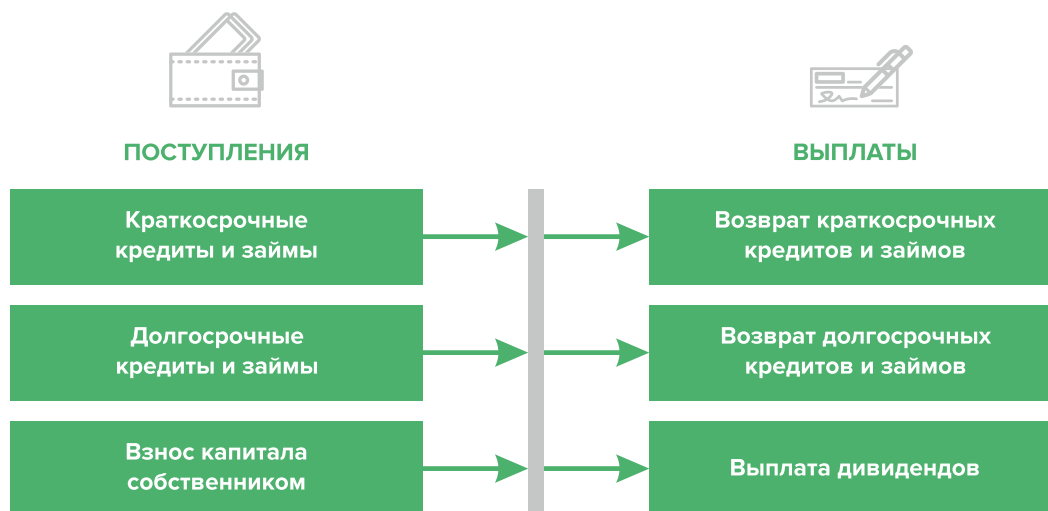 ПОСТУПЛЕНИЯ
ВЫПЛАТЫ
Краткосрочные
кредиты и займы
Возврат краткосрочных
кредитов и займов
Долгосрочные
кредиты и займы
Возврат долгосрочных
кредитов и займов
Взнос капитала
собственником
Выплата дивидендов